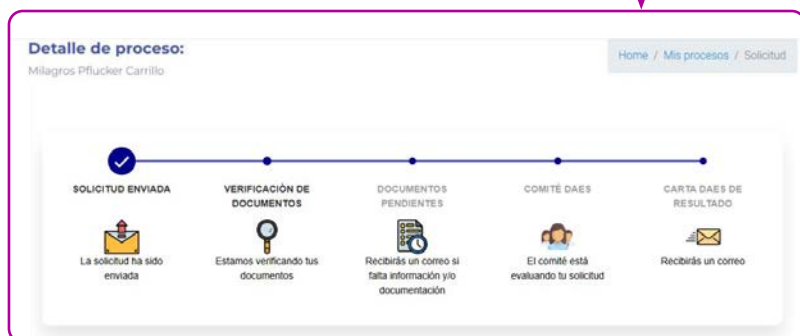 Detalle de proceso:
Milagros Pflucker Carrillo
Home / Mis procesos / Solicitud
SOLICITUD ENVIADA
La solicitud ha sido
enviada
VERIFICACIÓN DE
DOCUMENTOS
Estamos verificando tus
documentos
DOCUMENTOS
PENDIENTES
Recibirás un correo si
falta información y/o
documentación
COMITÉ DAES
El comité está
evaluando tu solicitud
CARTA DAES DE
RESULTADO
Recibirás un correo